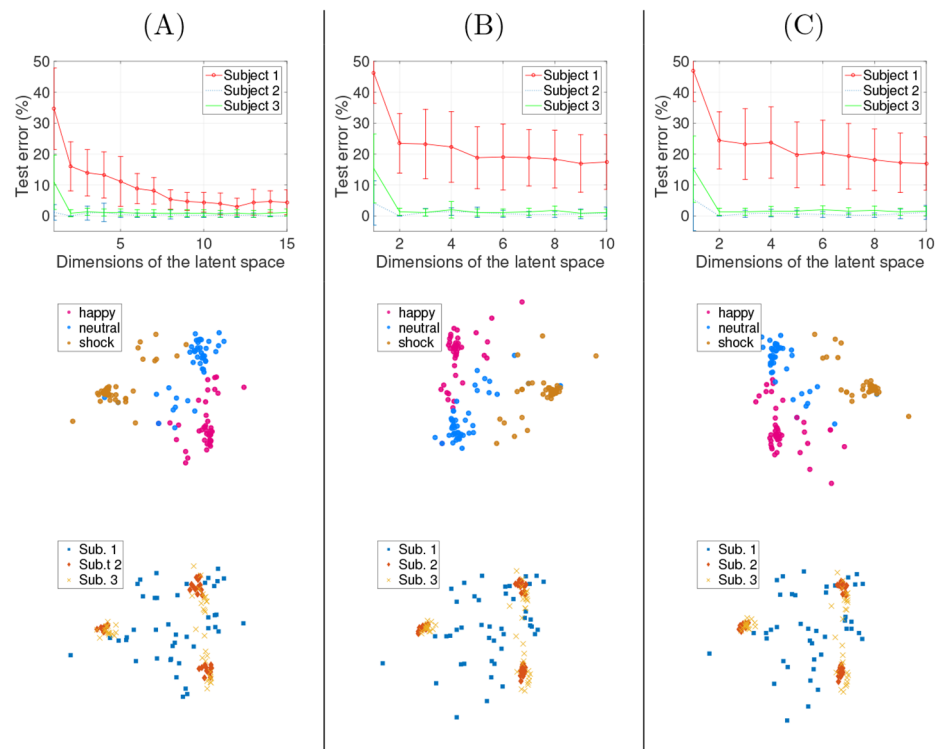 (A)
50
40
30
20
10
0
Test error (%)
Subject 1
Subject 2
Subject 3
5
10
15
Dimensions of the latent space
happy
neutral
shock
Sub. 1
Sub.t 2
Sub. 3
(B)
50
40
30
20
10
0
Test error (%)
Subject 1
Subject 2
Subject 3
2
4
6
8
10
Dimensions of the latent space
happy
neutral
shock
Sub. 1
Sub. 2
Sub. 3
(C)
50
40
30
20
10
0
Test error (%)
Subject 1
Subject 2
Subject 3
2
4
6
8
10
Dimensions of the latent space
happy
neutral
shock
Sub. 1
Sub. 2
Sub. 3